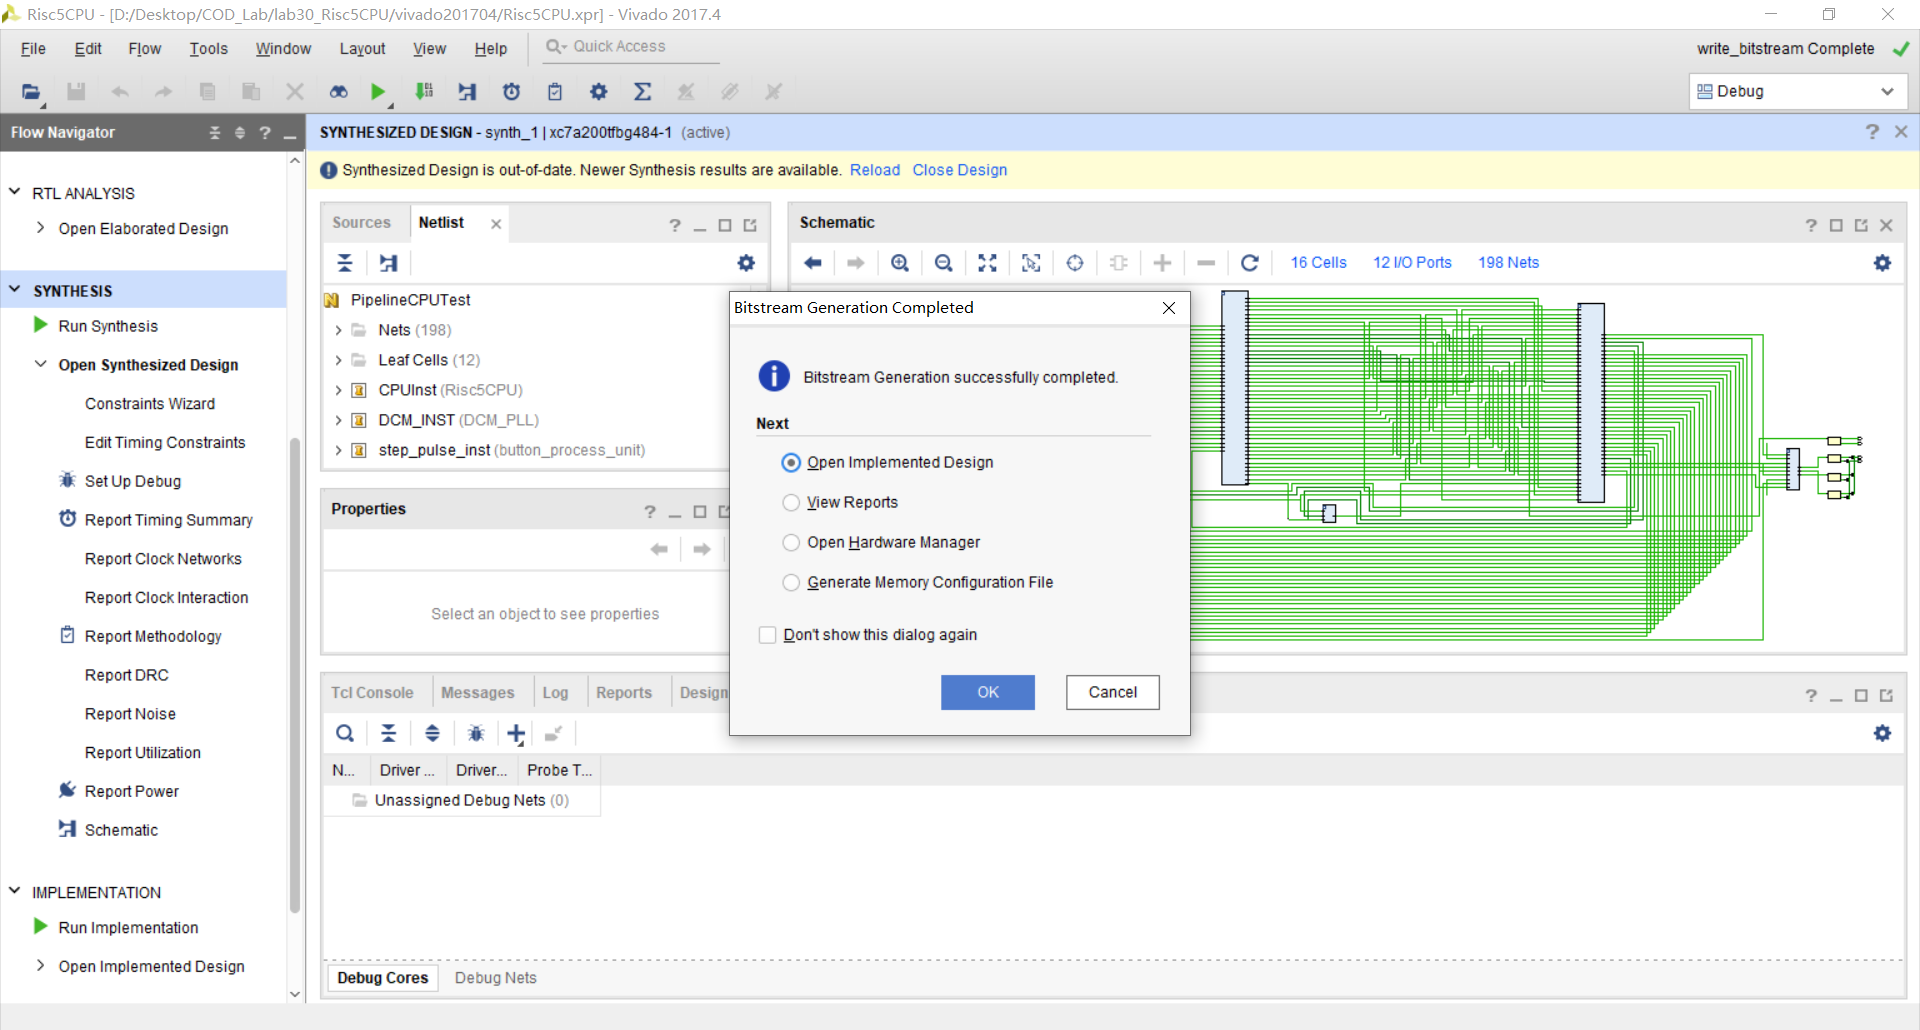 Risc5CPU - [D:/Desktop/COD_Lab/lab30_Risc5CPU/vivado201704/Risc5CPU.xpr] - Vivado 2017.4
File Edit Flow Tools Window Layout View Help Quick Access
write_bitstream Complete
Debug
Flow Navigator
RTL ANALYSIS
Open Elaborated Design
SYNTHESIS
Run Synthesis
Open Synthesized Design
Constraints Wizard
Edit Timing Constraints
Set Up Debug
Report Timing Summary
Report Clock Networks
Report Clock Interaction
Report Methodology
Report DRC
Report Noise
Report Utilization
Report Power
Schematic
IMPLEMENTATION
Run Implementation
Open Implemented Design
SYNTHESIZED DESIGN - synth_1 | xc7a200tfbg484-1 (active)
Synthesized Design is out-of-date. Newer Synthesis results are available. Reload Close Design
Sources Netlist
PipelineCPUTest
Nets (198)
Leaf Cells (12)
CPUInst (Risc5CPU)
DCM_INST (DCM_PLL)
step_pulse_inst (button_process_unit)
Properties
Select an object to see properties
Schematic
16 Cells 12 I/O Ports 198 Nets
Bitstream Generation Completed
Bitstream Generation successfully completed.
Next
Open Implemented Design
View Reports
Open Hardware Manager
Generate Memory Configuration File
Don't show this dialog again
OK Cancel
Tcl Console Messages Log Reports Design
N... Driver ... Driver... Probe T...
Unassigned Debug Nets (0)
Debug Cores Debug Nets